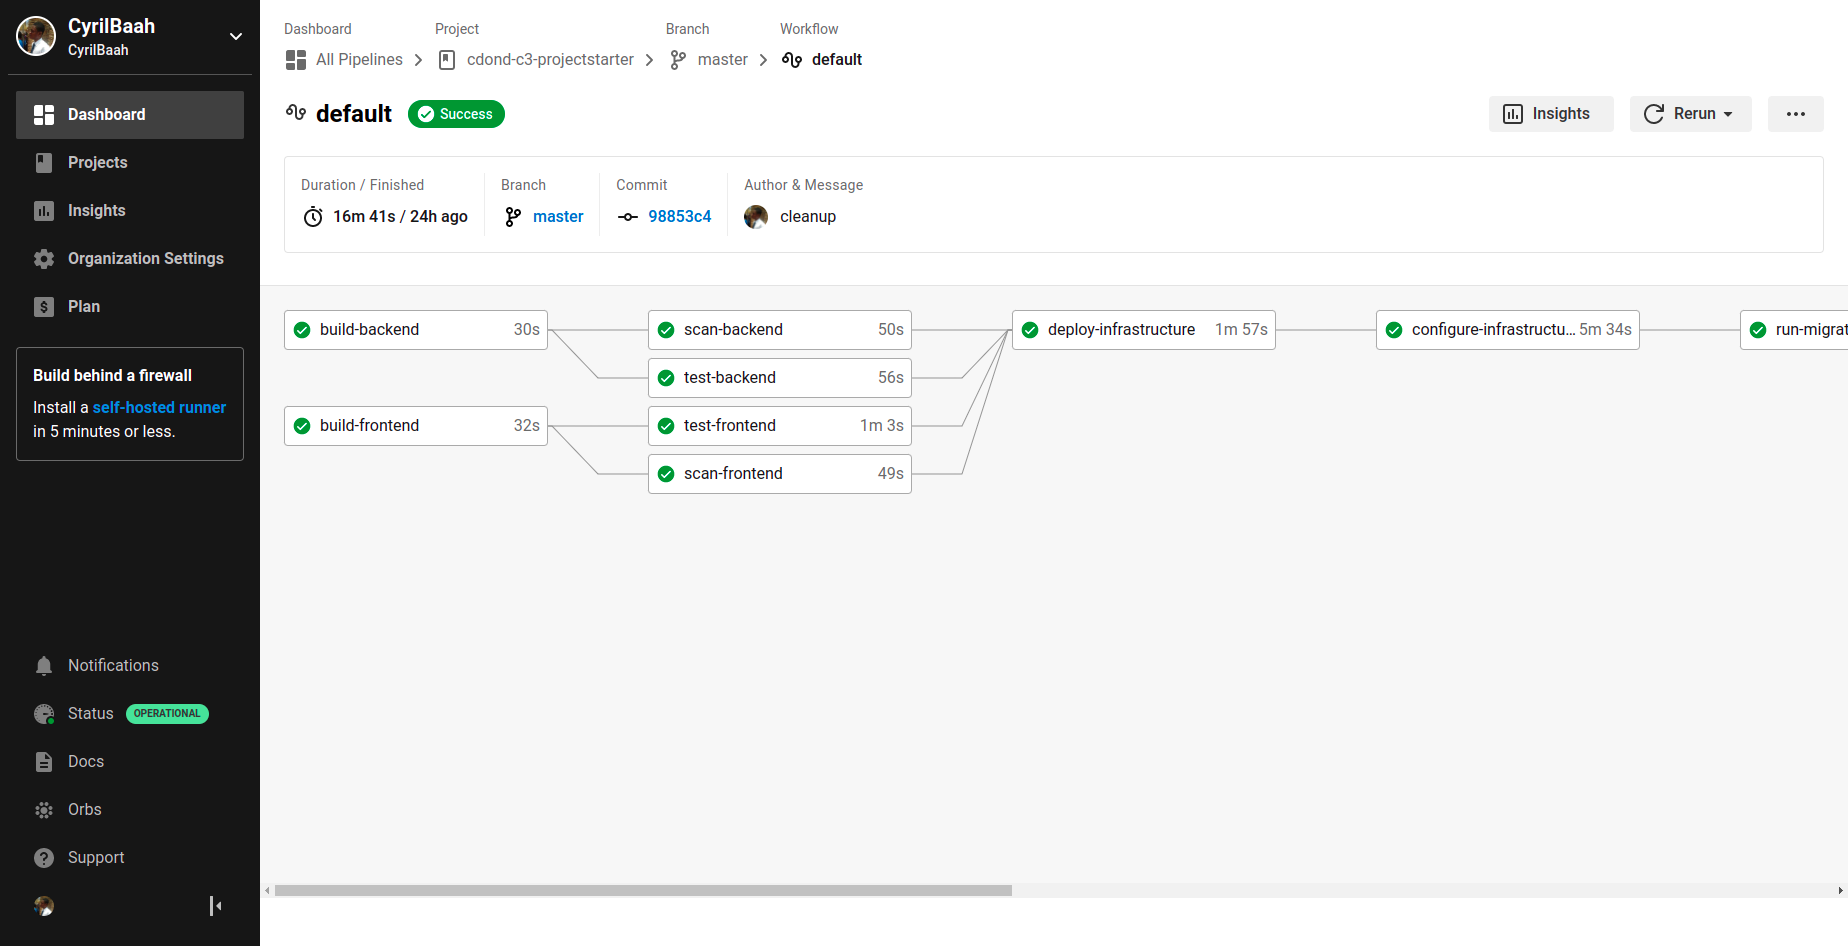 CyrilBaah
CyrilBaah
Dashboard
Projects
Insights
Organization Settings
Plan
Build behind a firewall
Install a self-hosted runner
in 5 minutes or less.
Notifications
Status OPERATIONAL
Docs
Orbs
Support
Dashboard Project Branch Workflow
All Pipelines cdond-c3-projectstarter master default
default Success Insights Rerun
Duration / Finished Branch Commit Author & Message
16m 41s / 24h ago master 98853c4 cleanup
build-backend 30s scan-backend 50s deploy-infrastructure 1m 57s configure-infrastructu... 5m 34s run-migrat
test-backend 56s
build-frontend 32s test-frontend 1m 3s
scan-frontend 49s